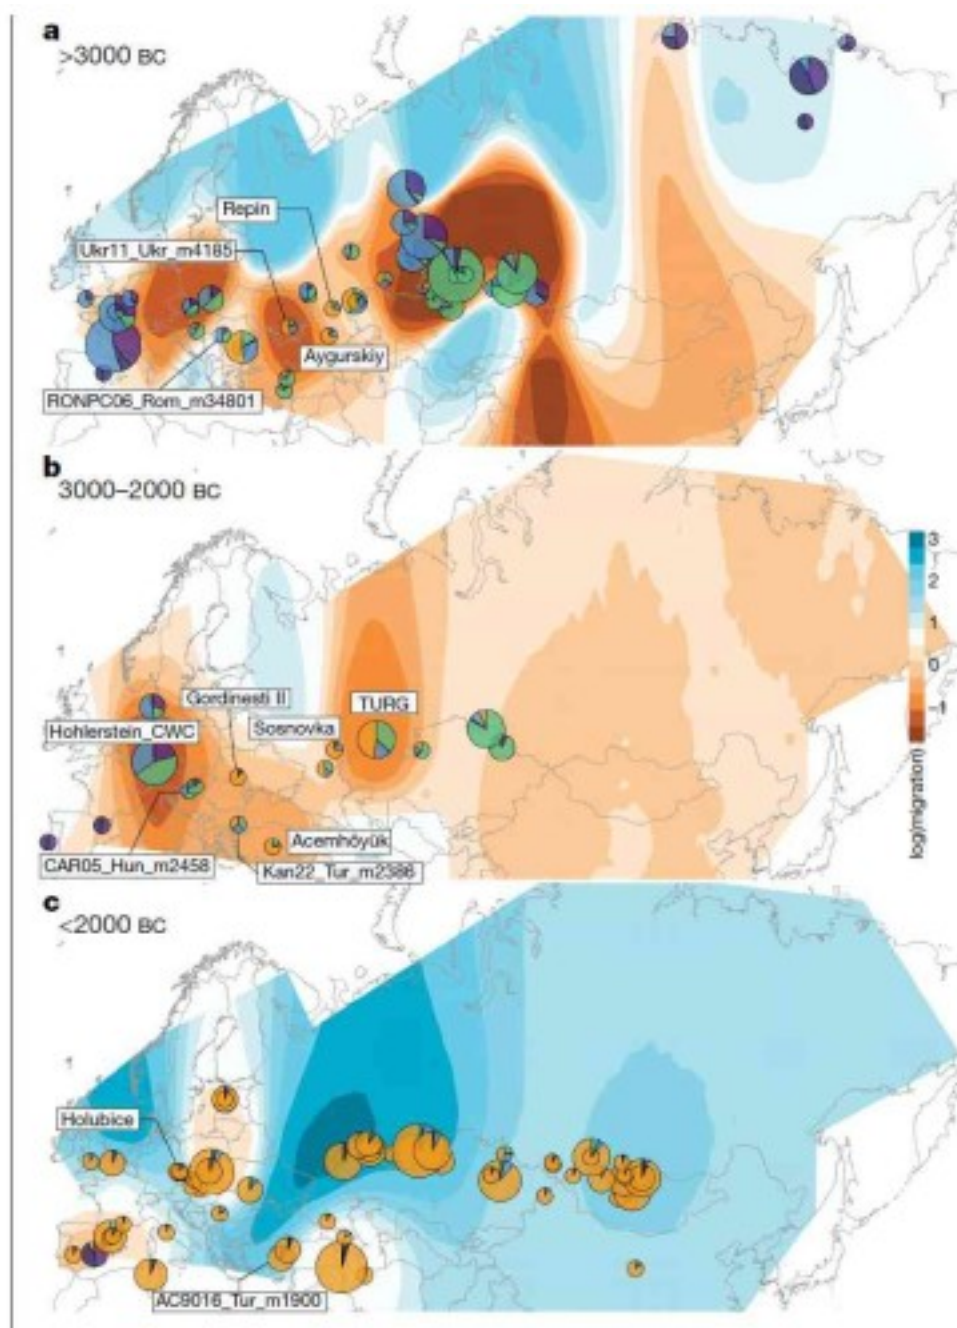 a
>3000 BC
Repin
Ukr11_Ukr_m4185
Aygurskiy
RONPC06_Rom_m34801
b
3000–2000 BC
3
2
1
0
–1
log(migration)
Gordinesti II
TURG
Hohlerstein_CWC
Sosnovka
Acemhöyük
CAR05_Hun_m2458
Kan22_Tur_m2386
c
<2000 BC
Holubice
AC9016_Tur_m1900